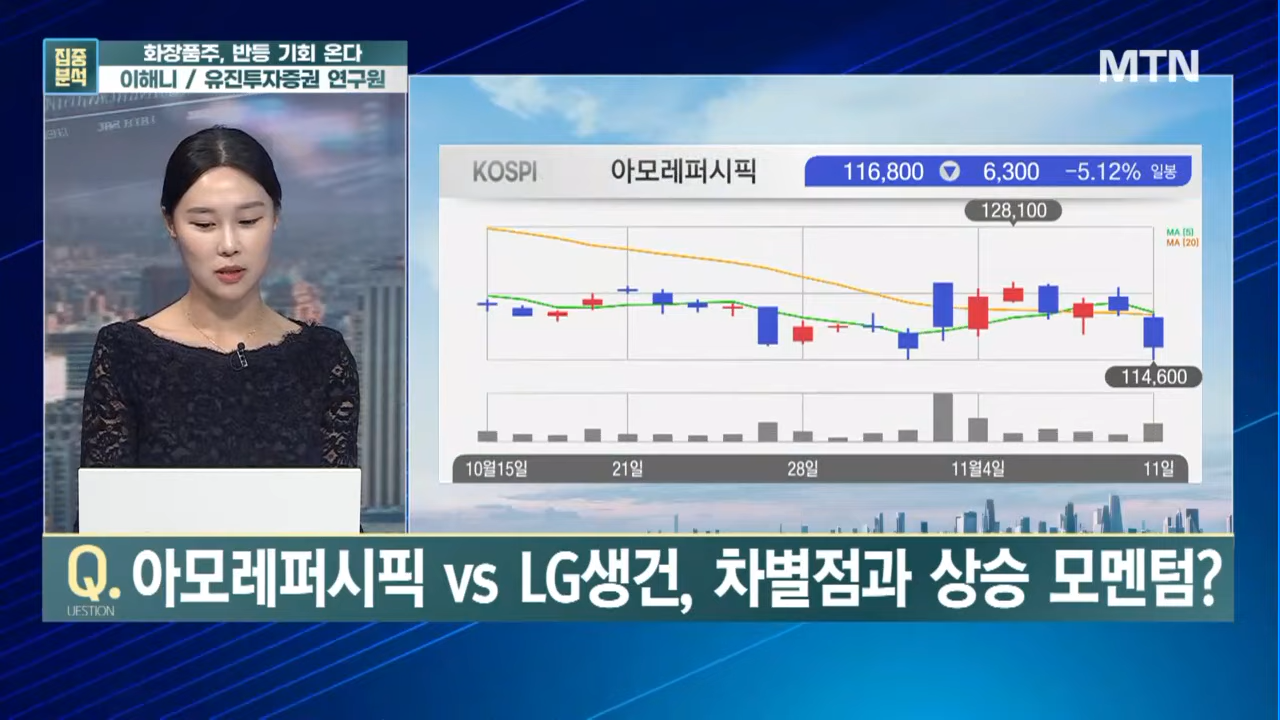 집중
분석
화장품주, 반등 기회 온다
이해니 / 유진투자증권 연구원
MTN
KOSPI 아모레퍼시픽 116,800 ▼ 6,300 -5.12% 일봉
128,100
MA [5]
MA [20]
114,600
10월15일 21일 28일 11월4일 11일
Q. 아모레퍼시픽 vs LG생건, 차별점과 상승 모멘텀?
UESTION